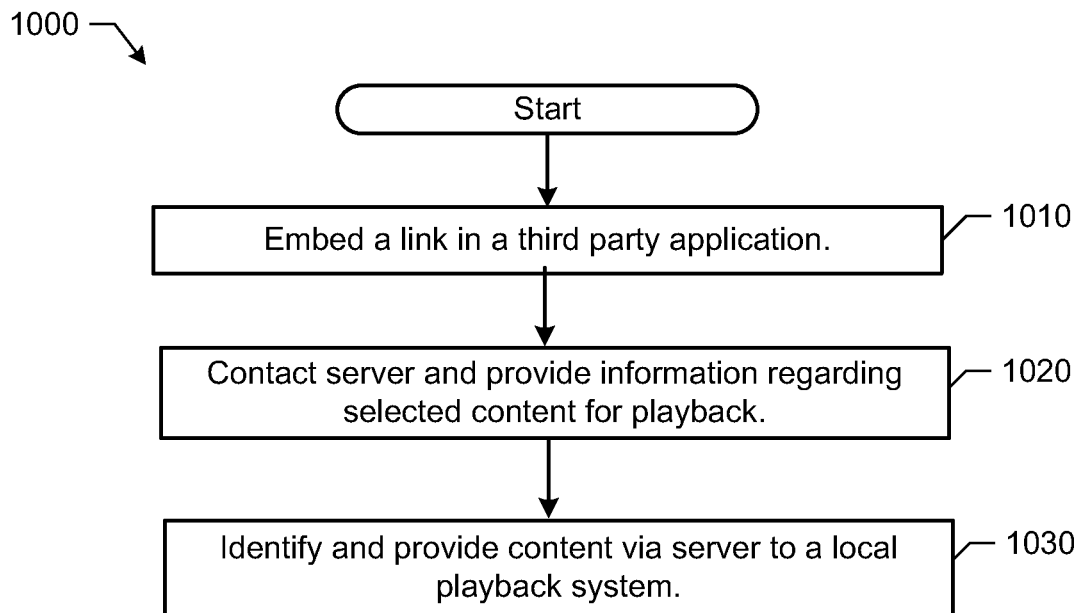 1000
Start
Embed a link in a third party application.
1010
Contact server and provide information regarding
selected content for playback.
1020
Identify and provide content via server to a local
playback system.
1030